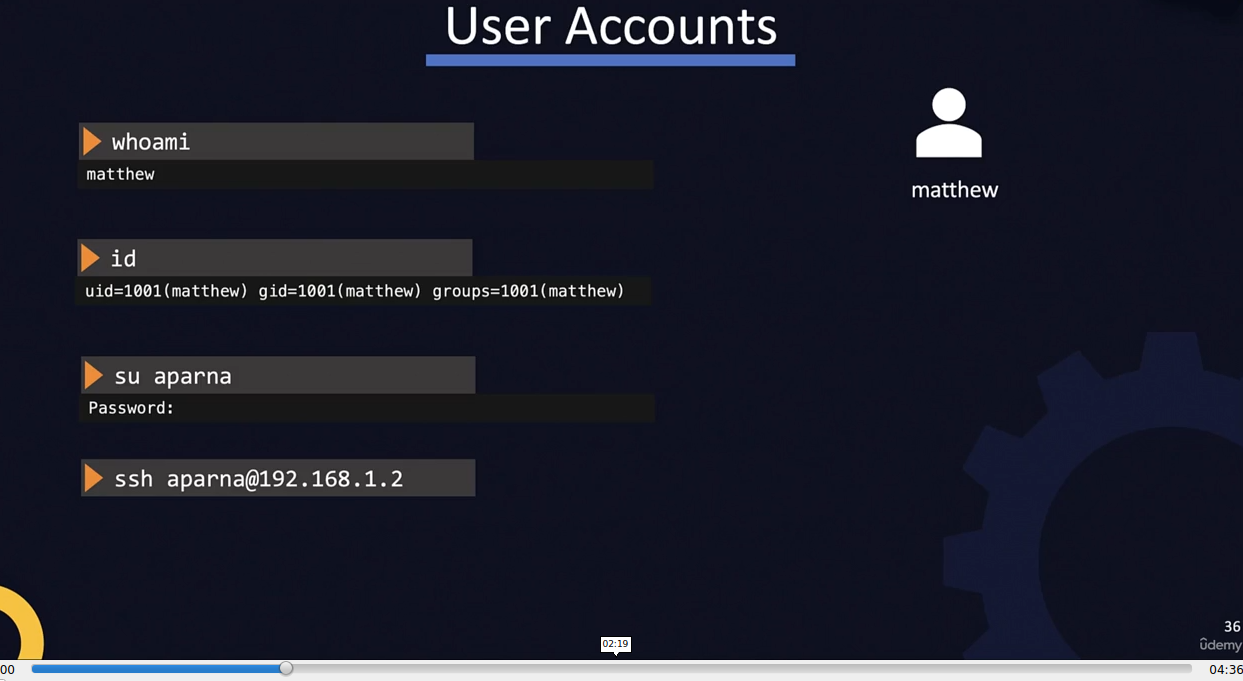 User Accounts
whoami
matthew
matthew
id
uid=1001(matthew) gid=1001(matthew) groups=1001(matthew)
su aparna
Password:
ssh aparna@192.168.1.2
36
ûdemy
02:19
00
04:36